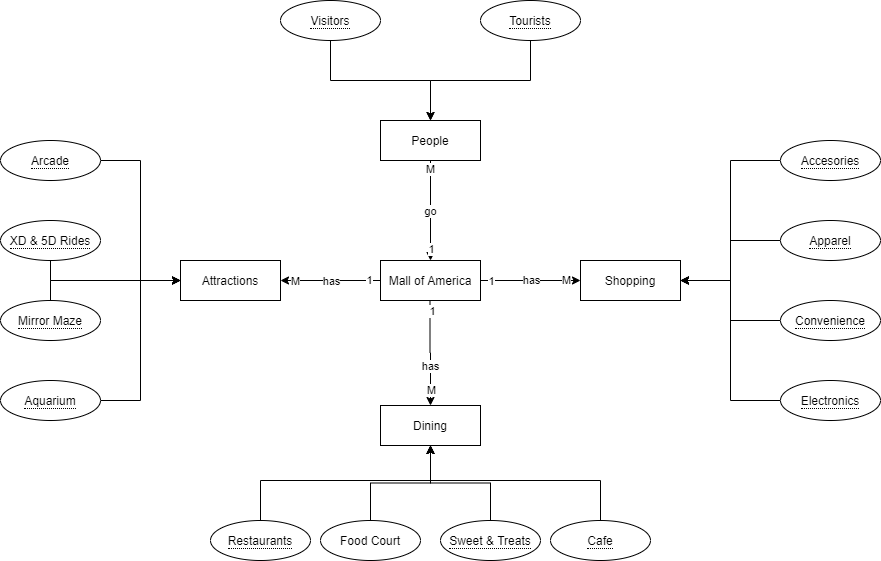 Visitors
Tourists
People
M
go
1
Arcade
XD & 5D Rides
Mirror Maze
Aquarium
Attractions
M
has
1
Mall of America
1
has
M
Shopping
Accesories
Apparel
Convenience
Electronics
1
has
M
Dining
Restaurants
Food Court
Sweet & Treats
Cafe